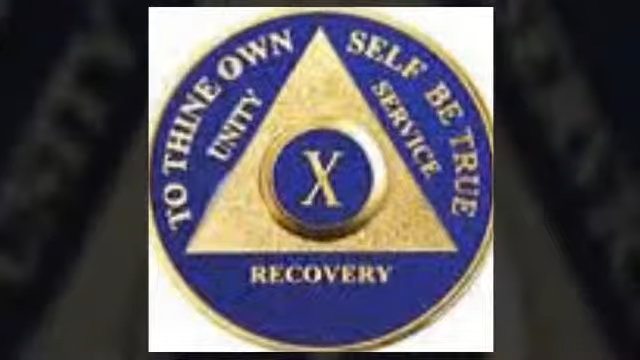 TO THINE OWN SELF BE TRUE
UNITY
SERVICE
X
RECOVERY